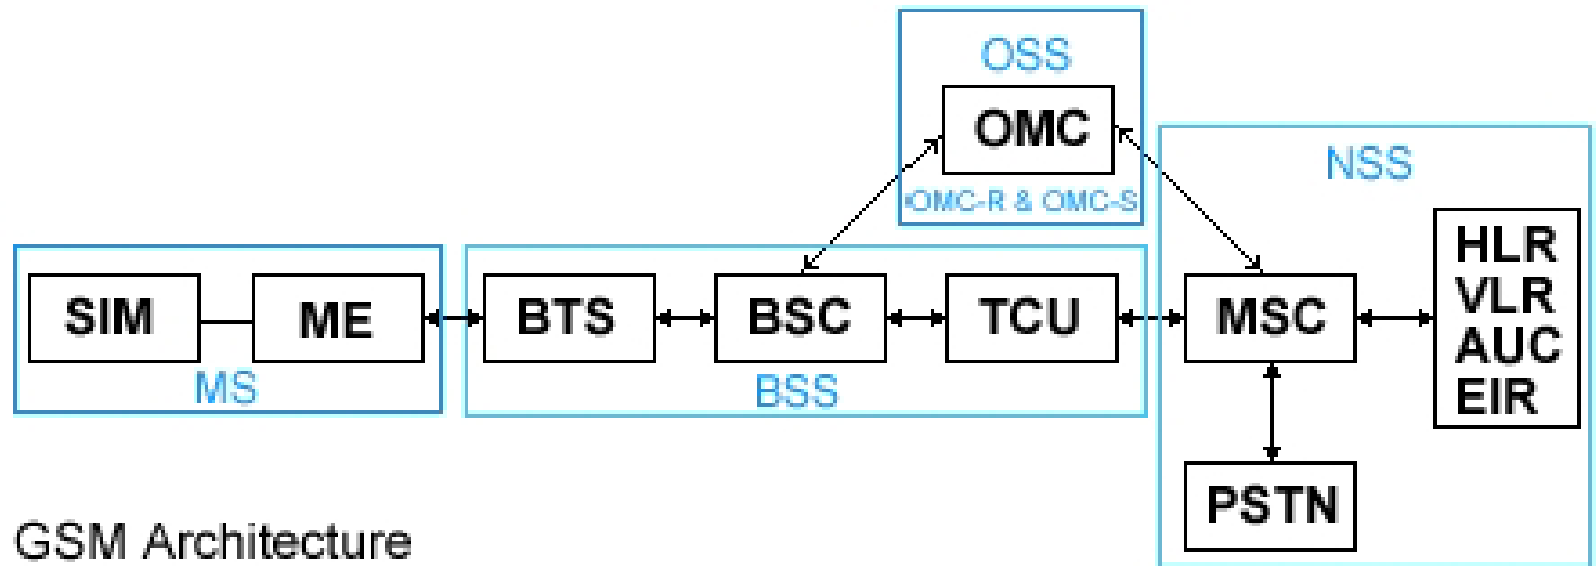 OSS
OMC
OMC-R & OMC-S
NSS
HLR
VLR
AUC
EIR
SIM
ME
BTS
BSC
TCU
MSC
MS
BSS
PSTN
GSM Architecture